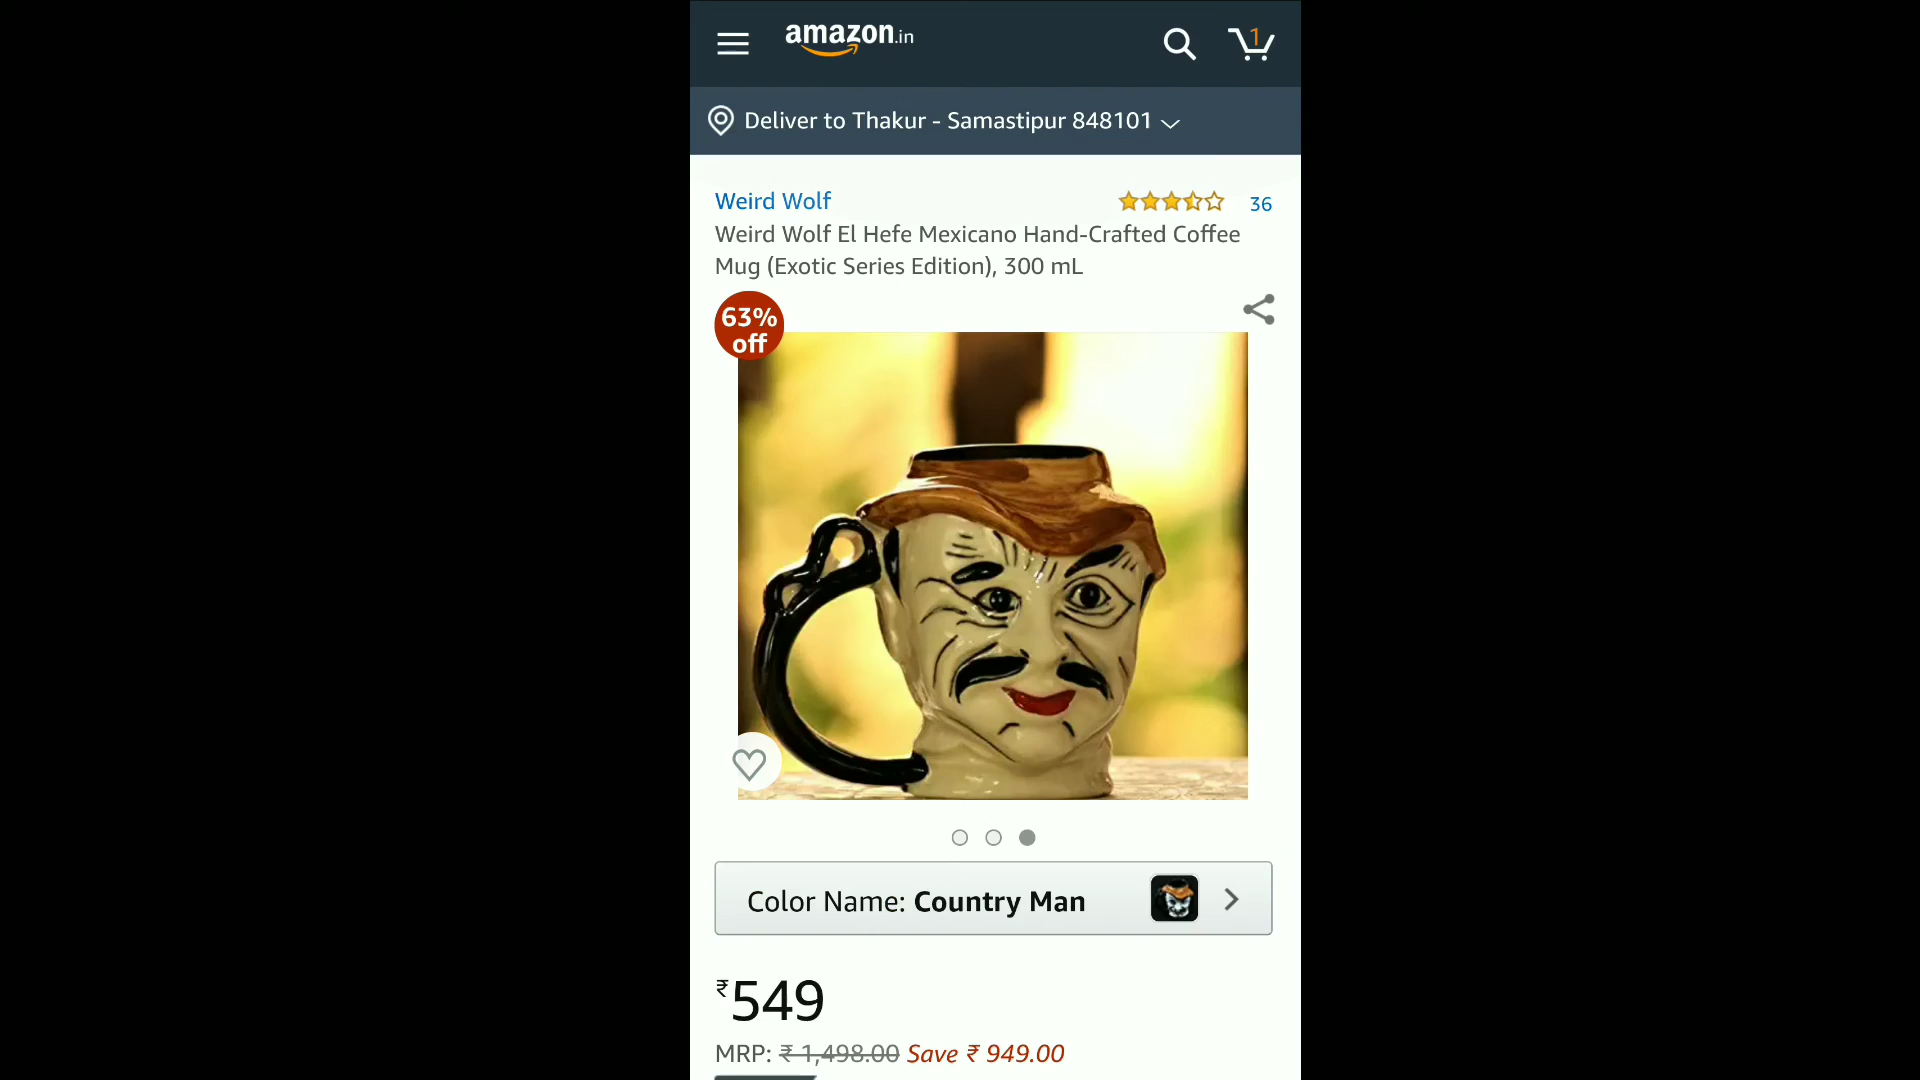 amazon.in
1
Deliver to Thakur - Samastipur 848101
Weird Wolf
36
Weird Wolf El Hefe Mexicano Hand-Crafted Coffee
Mug (Exotic Series Edition), 300 mL
63%
off
Color Name: Country Man
₹549
MRP: ₹ 1,498.00 Save ₹ 949.00